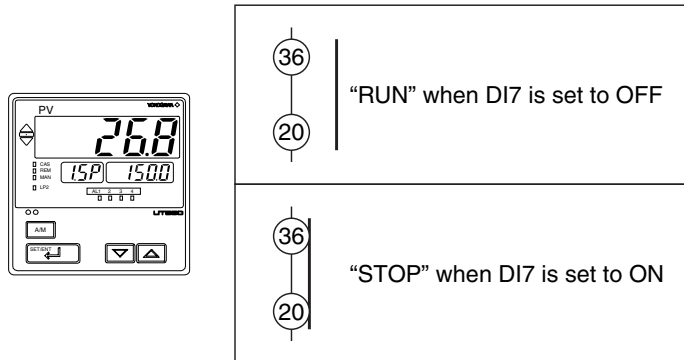 PV
YOKOGAWA
26.8
CAS
REM
MAN
LP2
1.SP 150.0
AL1 2 3 4
A/M
SET/ENT
36
20
“RUN” when DI7 is set to OFF
36
20
“STOP” when DI7 is set to ON